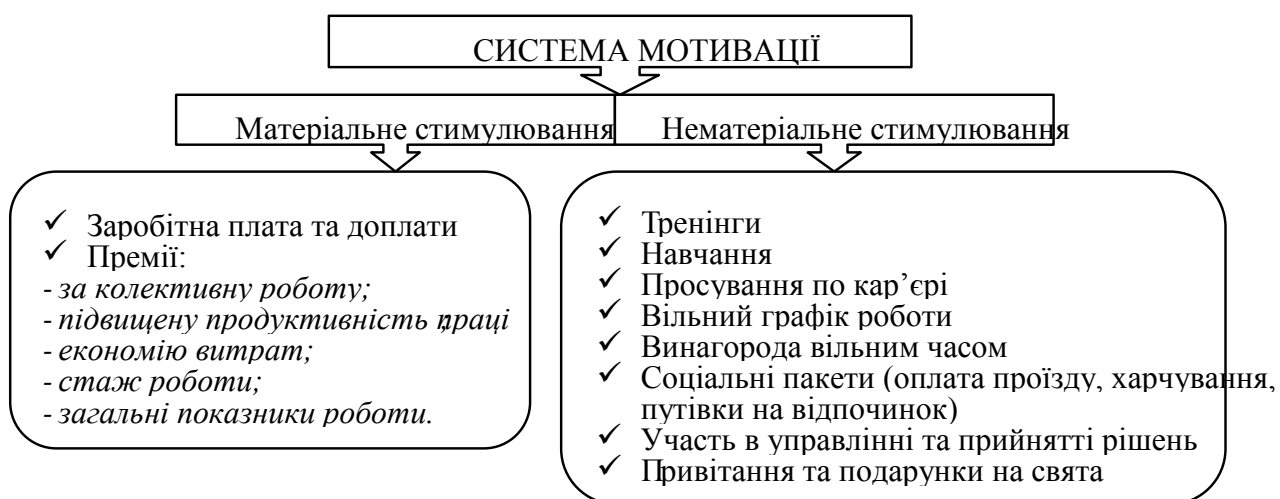 СИСТЕМА МОТИВАЦІЇ
Матеріальне стимулювання
Нематеріальне стимулювання
✓ Заробітна плата та доплати
✓ Премії:
- за колективну роботу;
- підвищену продуктивність праці;
- економію витрат;
- стаж роботи;
- загальні показники роботи.
✓ Тренінги
✓ Навчання
✓ Просування по кар’єрі
✓ Вільний графік роботи
✓ Винагорода вільним часом
✓ Соціальні пакети (оплата проїзду, харчування,
путівки на відпочинок)
✓ Участь в управлінні та прийнятті рішень
✓ Привітання та подарунки на свята